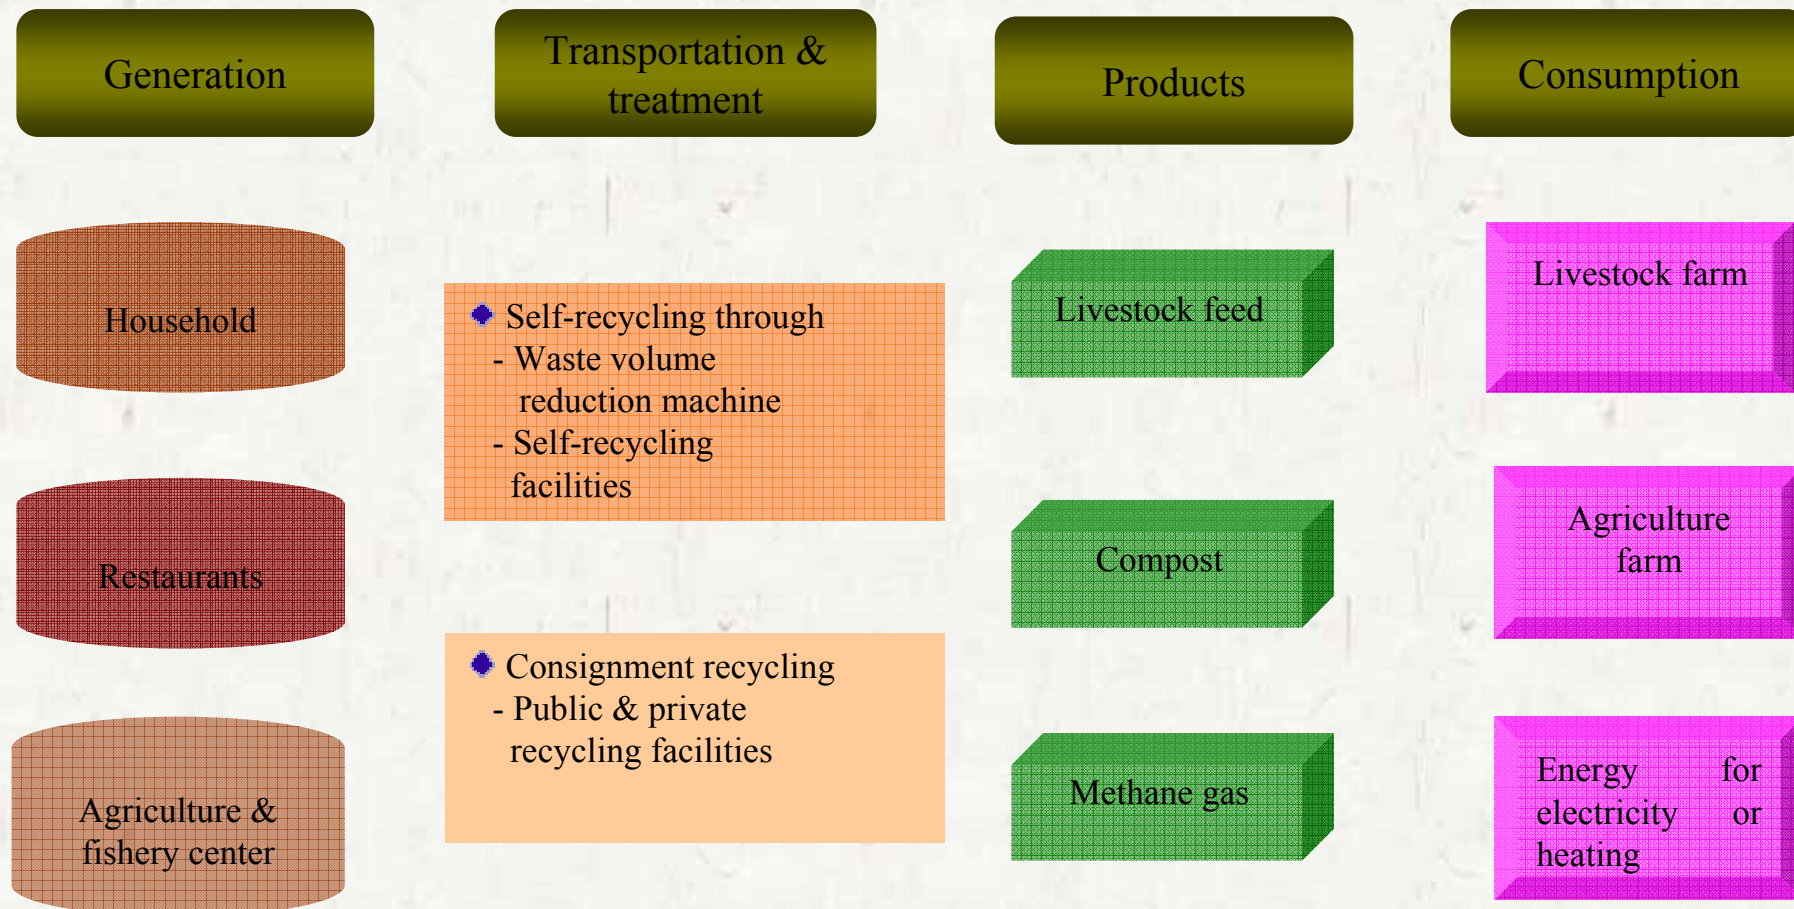 Generation
Transportation &
treatment
Products
Consumption
Household
Restaurants
Agriculture &
fishery center
Self-recycling through
- Waste volume
reduction machine
- Self-recycling
facilities
Consignment recycling
- Public & private
recycling facilities
Livestock feed
Compost
Methane gas
Livestock farm
Agriculture
farm
Energy for
electricity or
heating